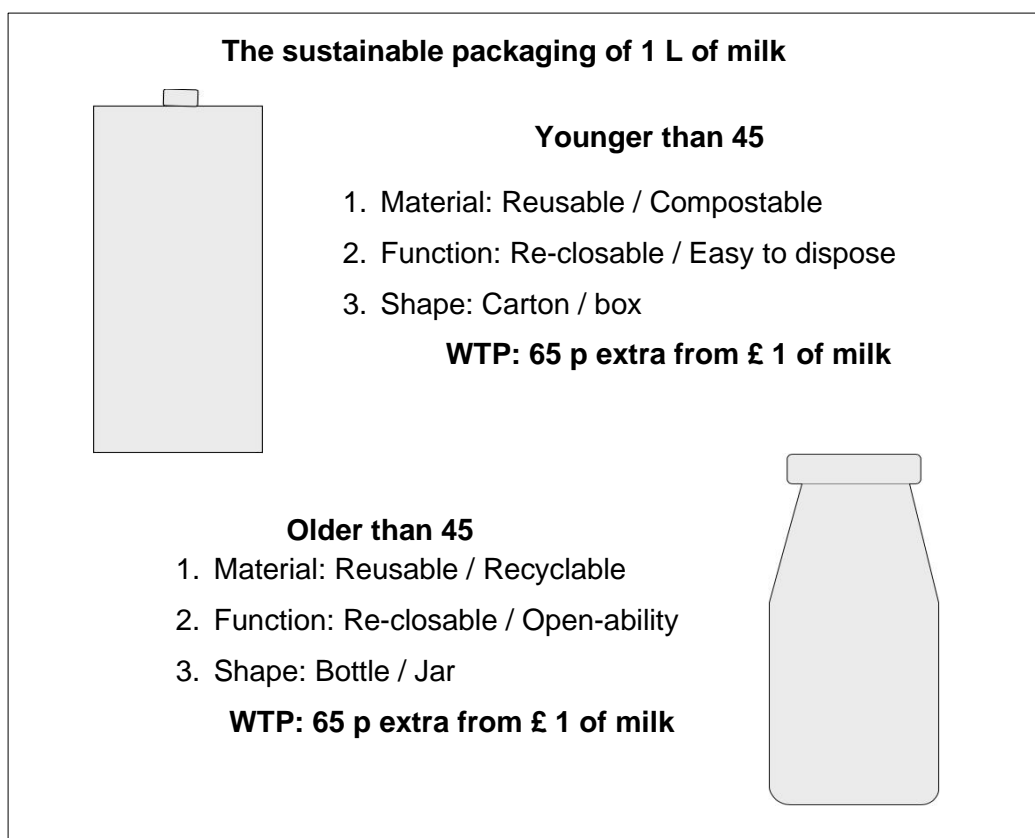 The sustainable packaging of 1 L of milk
Younger than 45
1. Material: Reusable / Compostable
2. Function: Re-closable / Easy to dispose
3. Shape: Carton / box
WTP: 65 p extra from £ 1 of milk
Older than 45
1. Material: Reusable / Recyclable
2. Function: Re-closable / Open-ability
3. Shape: Bottle / Jar
WTP: 65 p extra from £ 1 of milk